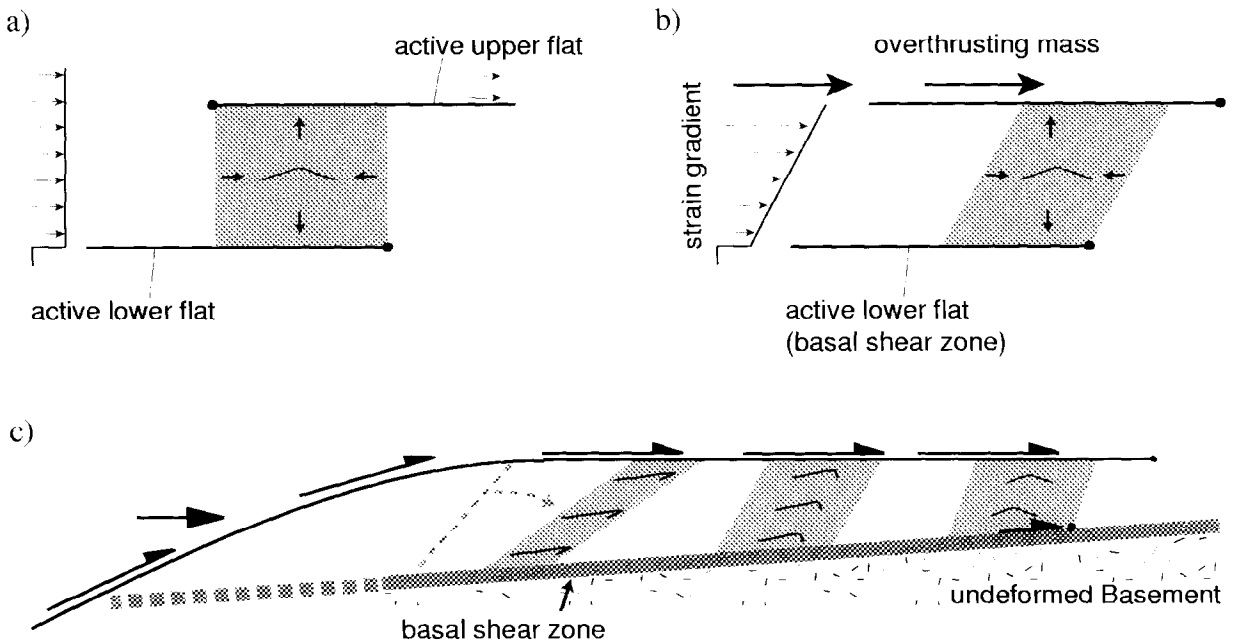 a)
active upper flat
active lower flat
b)
overthrusting mass
strain gradient
active lower flat
(basal shear zone)
c)
undeformed Basement
basal shear zone